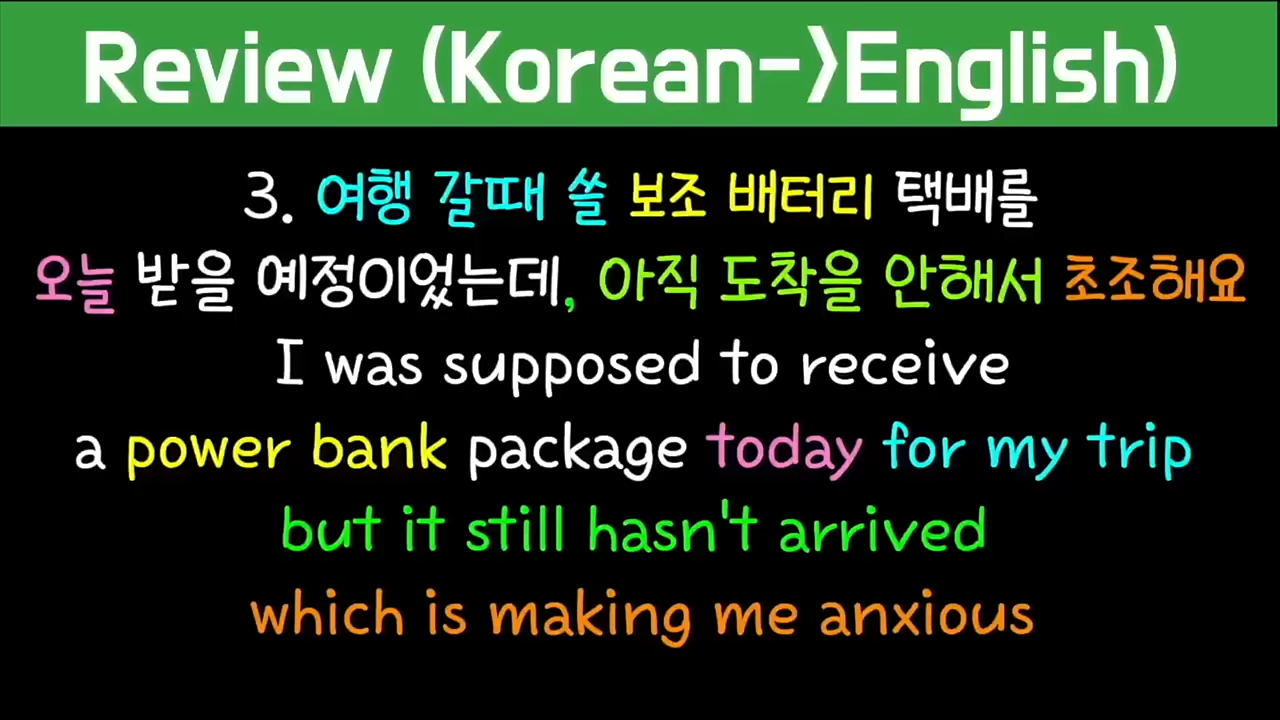 Review (Korean->English)
3. 여행 갈때 쓸 보조 배터리 택배를
오늘 받을 예정이었는데, 아직 도착을 안해서 초조해요
I was supposed to receive
a power bank package today for my trip
but it still hasn't arrived
which is making me anxious